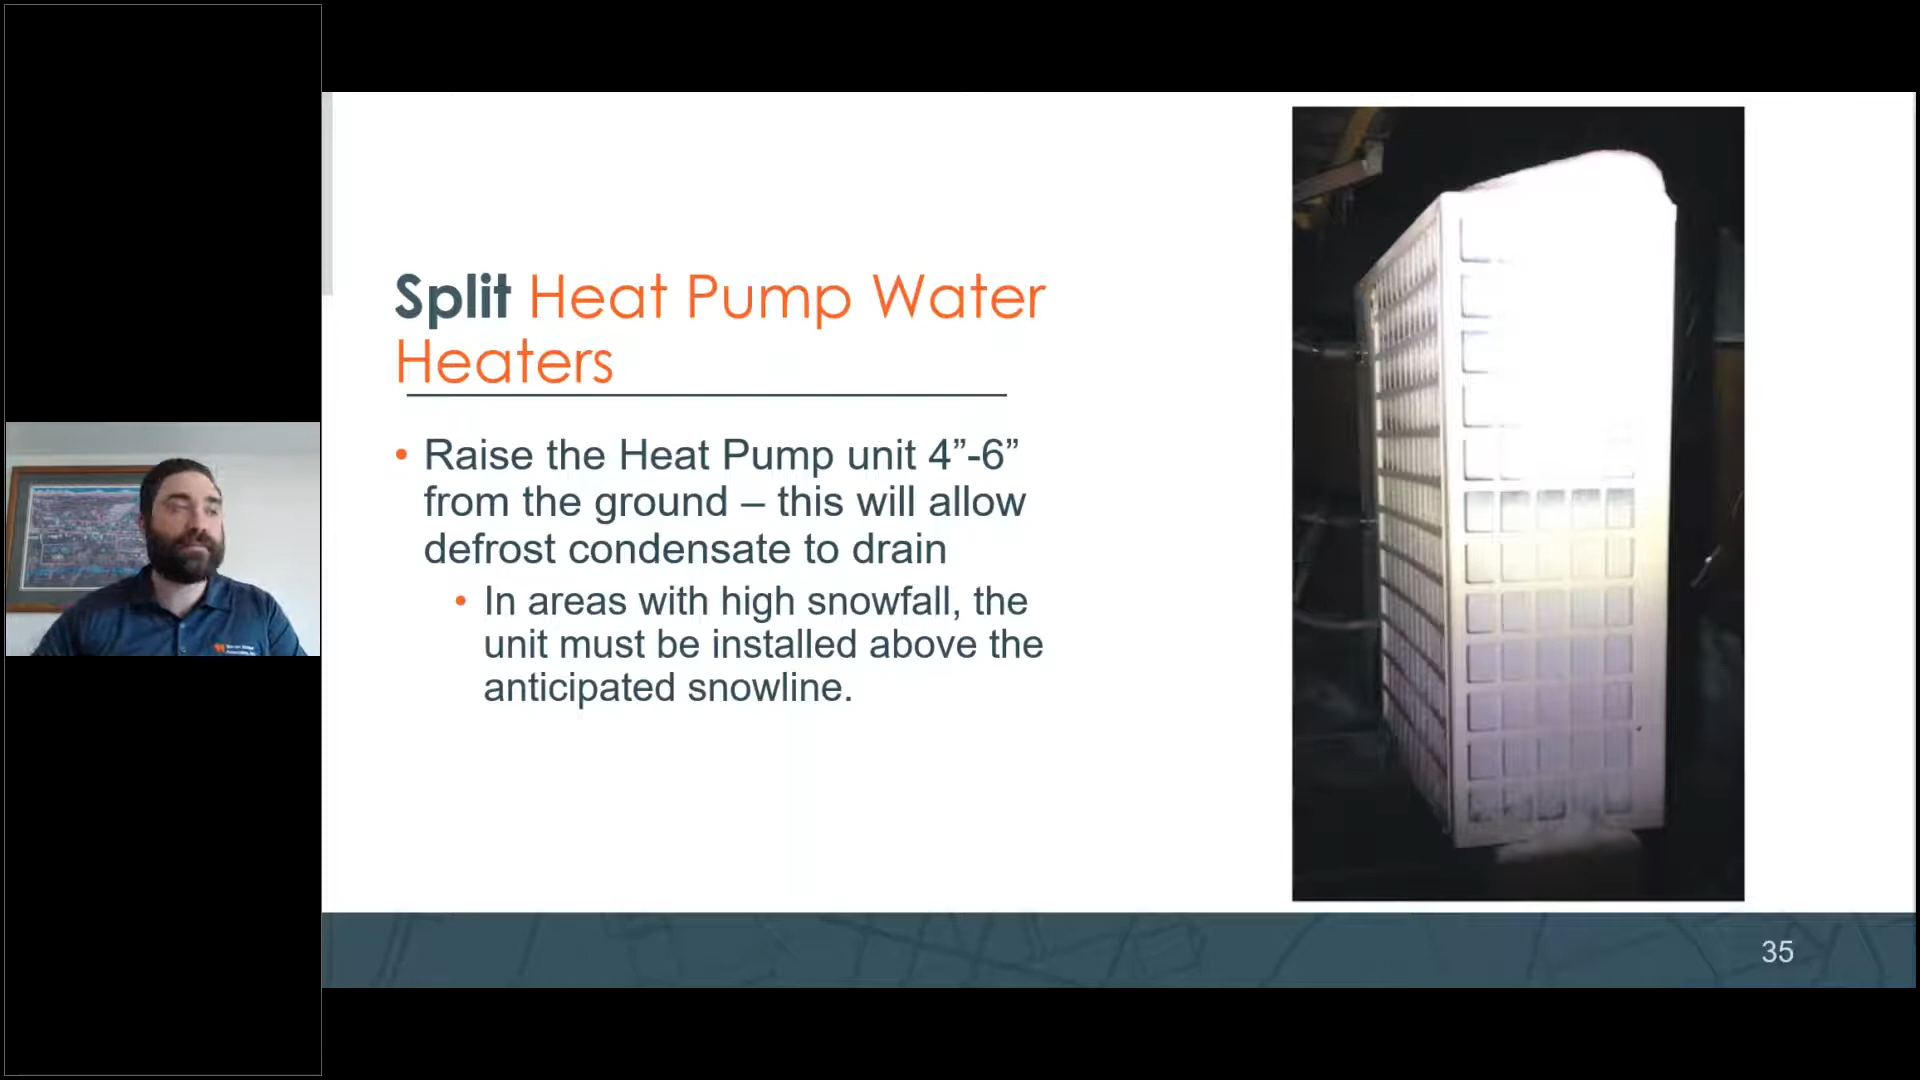 Split Heat Pump Water
Heaters
• Raise the Heat Pump unit 4”-6”
from the ground – this will allow
defrost condensate to drain
• In areas with high snowfall, the
unit must be installed above the
anticipated snowline.
35